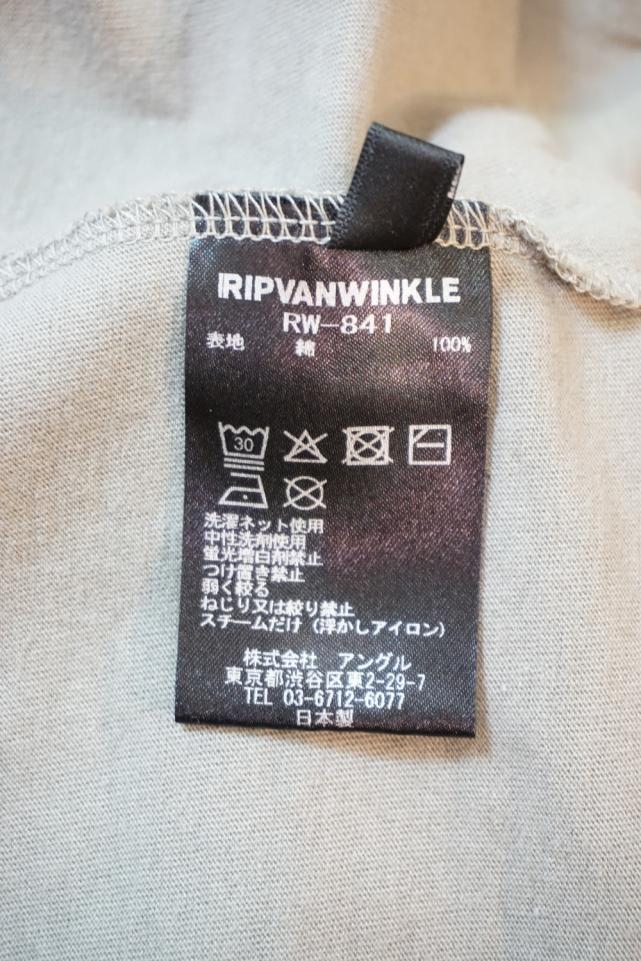 RIPVANWINKLE
RW-841
表地 綿 100%
30
洗濯ネット使用
中性洗剤使用
蛍光増白剤禁止
つけ置き禁止
弱く絞る
ねじり又は絞り禁止
スチームだけ (浮かしアイロン)
株式会社 アングル
東京都渋谷区東2-29-7
TEL 03-6712-6077
日本製